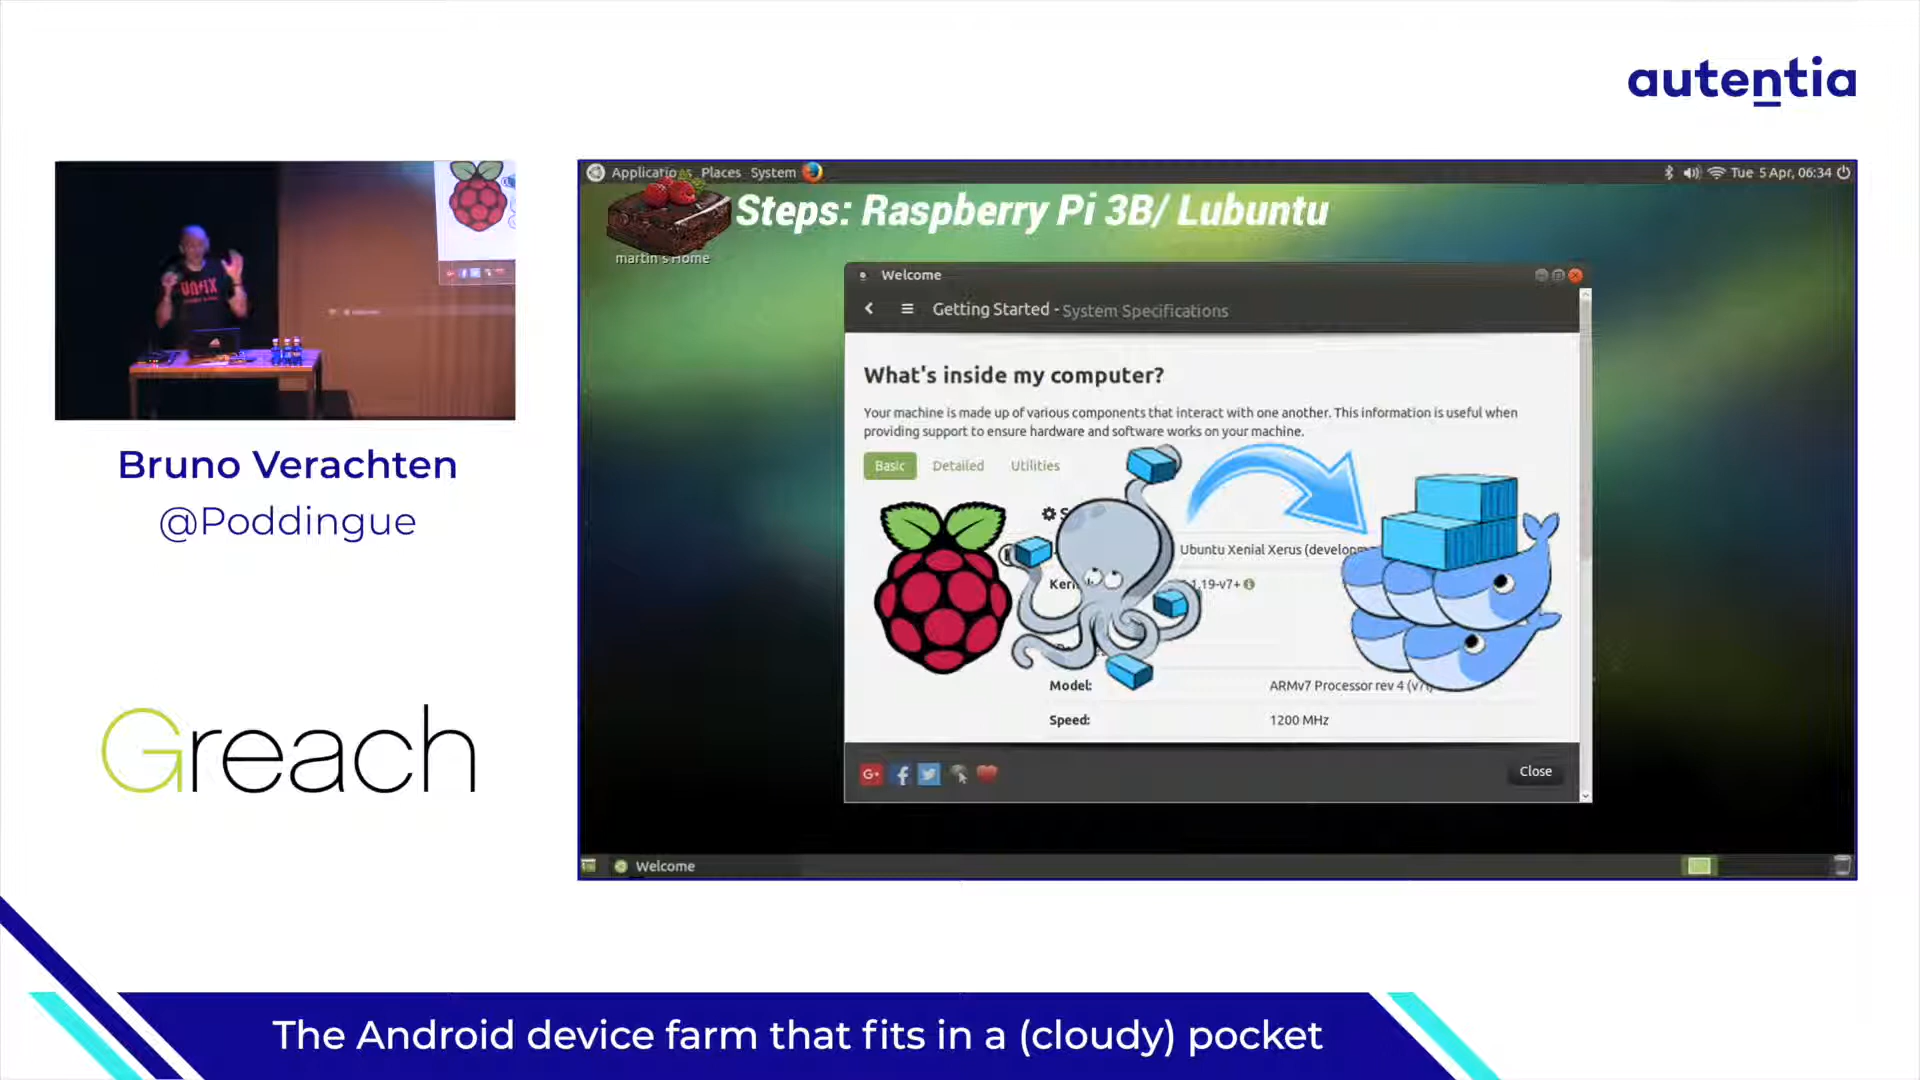 autentia
Applications Places System
Tue 5 Apr, 06:34
Steps: Raspberry Pi 3B/ Lubuntu
martin's Home
Welcome
Getting Started - System Specifications
What's inside my computer?
Your machine is made up of various components that interact with one another. This information is useful when
providing support to ensure hardware and software works on your machine.
Basic Detailed Utilities
Ubuntu Xenial Xerus
1.19-v7+
Model: ARMv7 Processor rev 4
Speed: 1200 MHz
G+ f
Close
Welcome
UNIX
Bruno Verachten
@Poddingue
Greach
The Android device farm that fits in a (cloudy) pocket